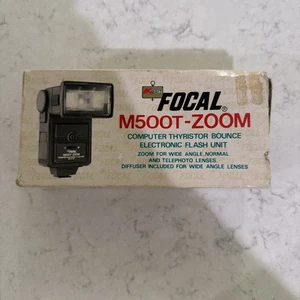 FOCAL®
M500T-ZOOM
COMPUTER THYRISTOR BOUNCE
ELECTRONIC FLASH UNIT
ZOOM FOR WIDE ANGLE, NORMAL
AND TELEPHOTO LENSES.
DIFFUSER INCLUDED FOR WIDE ANGLE LENSES
FOCAL